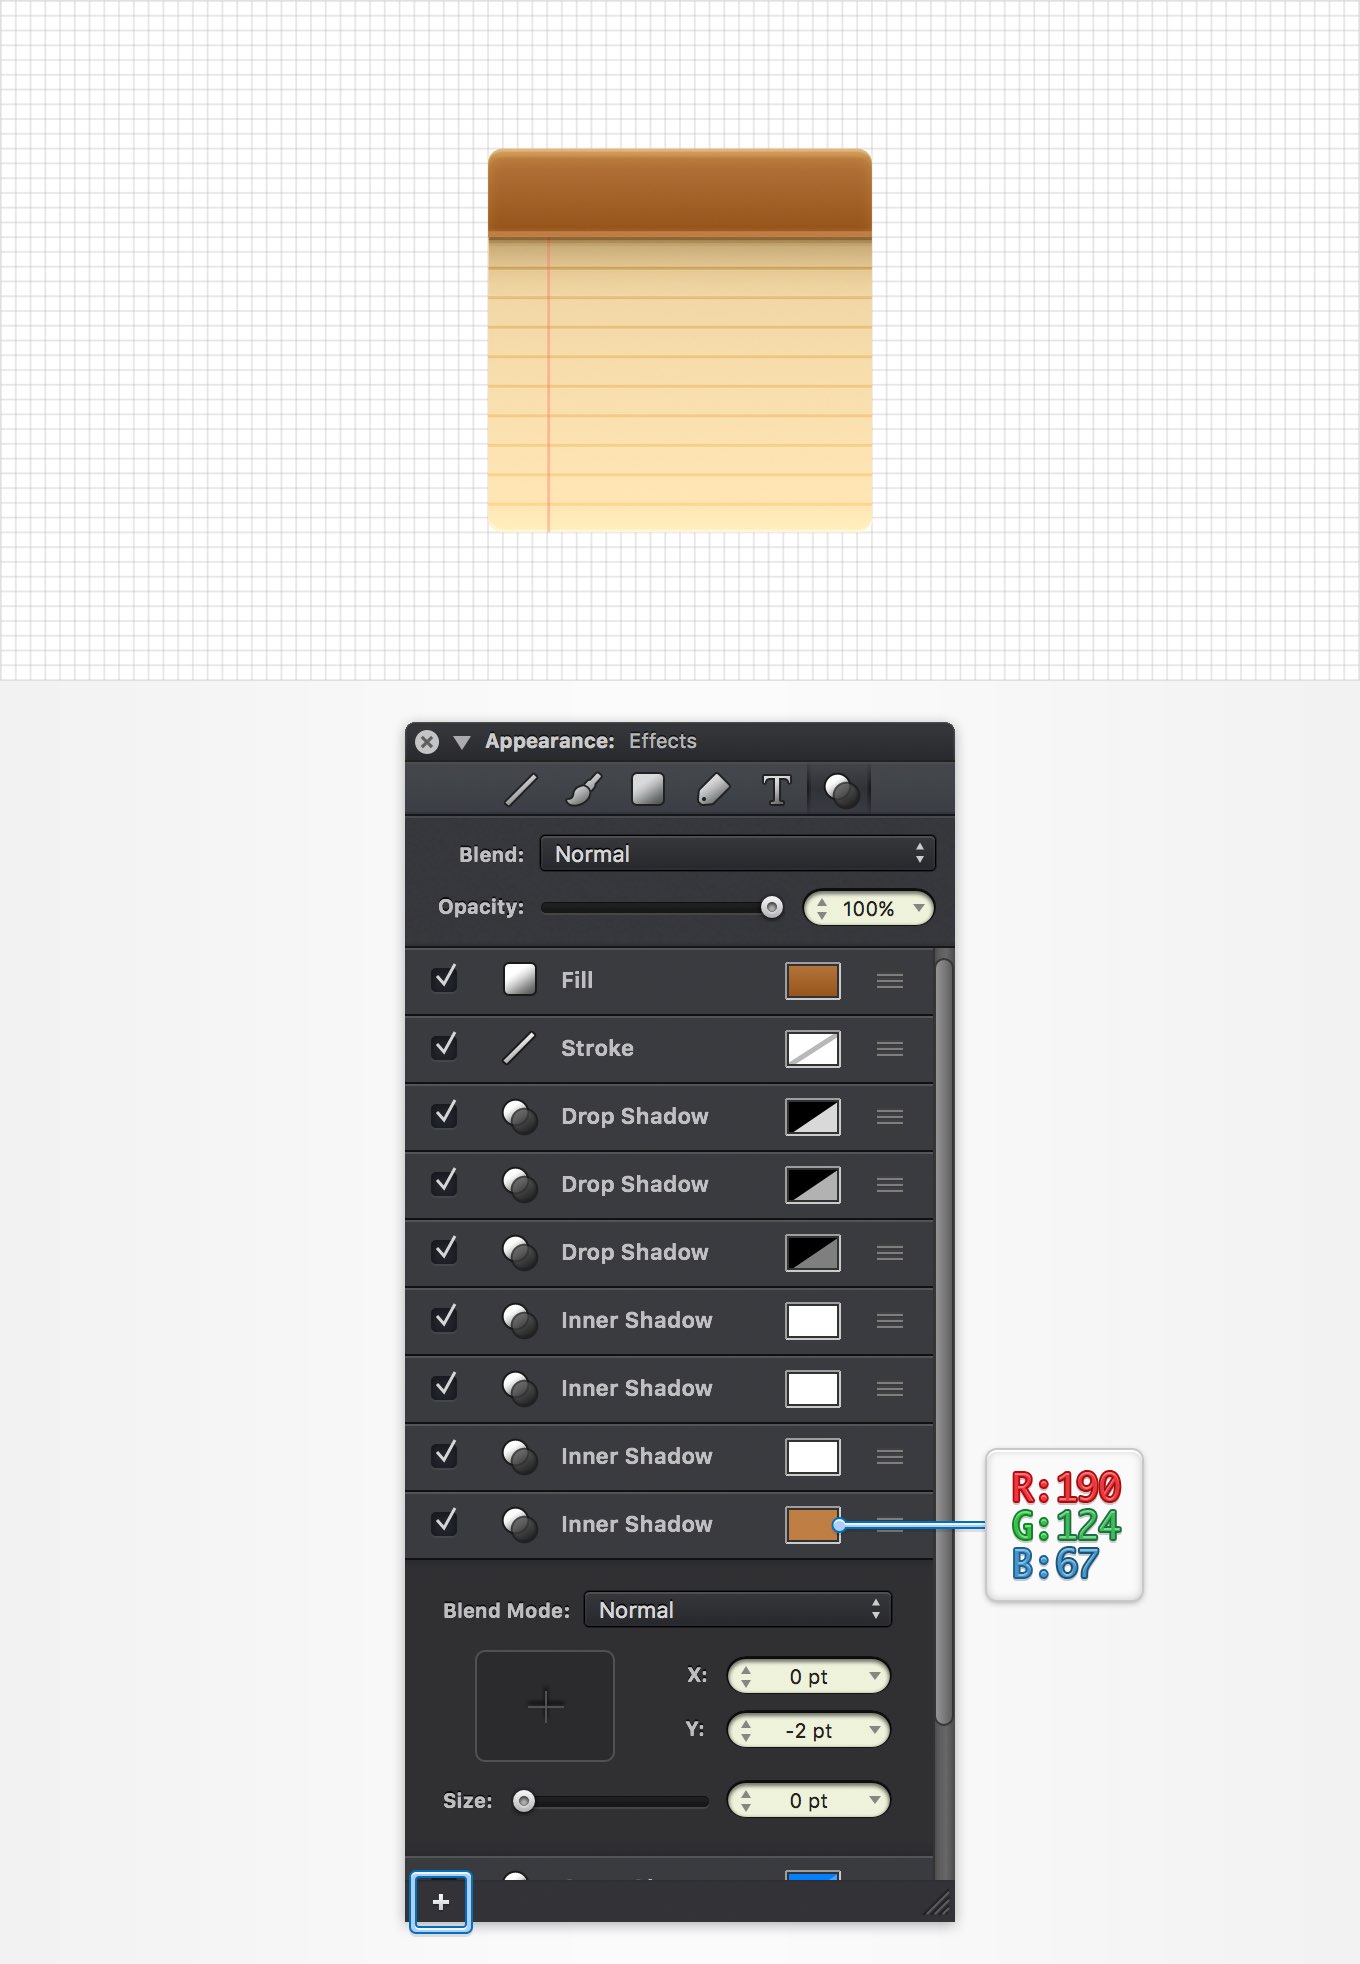 Appearance: Effects
T
Blend: Normal
Opacity: 100%
Fill
Stroke
Drop Shadow
Drop Shadow
Drop Shadow
Inner Shadow
Inner Shadow
Inner Shadow
Inner Shadow
R:190
G:124
B:67
Blend Mode: Normal
X: 0 pt
Y: -2 pt
Size: 0 pt
+